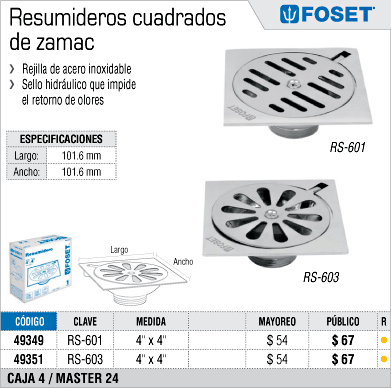 Resumideros cuadrados
de zamac
FOSET
› Rejilla de acero inoxidable
› Sello hidráulico que impide
el retorno de olores
ESPECIFICACIONES
Largo: 101.6 mm
Ancho: 101.6 mm
FOSET
RS-601
RS-603
Resumidero
FOSET
Largo
Ancho
CÓDIGO CLAVE MEDIDA MAYOREO PÚBLICO R
49349 RS-601 4" x 4" $ 54 $ 67
49351 RS-603 4" x 4" $ 54 $ 67
CAJA 4 / MASTER 24